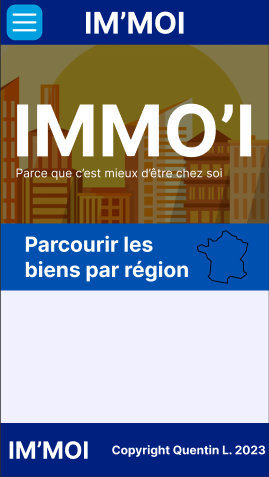 IM’MOI
IMMO’I
Parce que c’est mieux d’être chez soi
Parcourir les
biens par région
IM’MOI
Copyright Quentin L. 2023